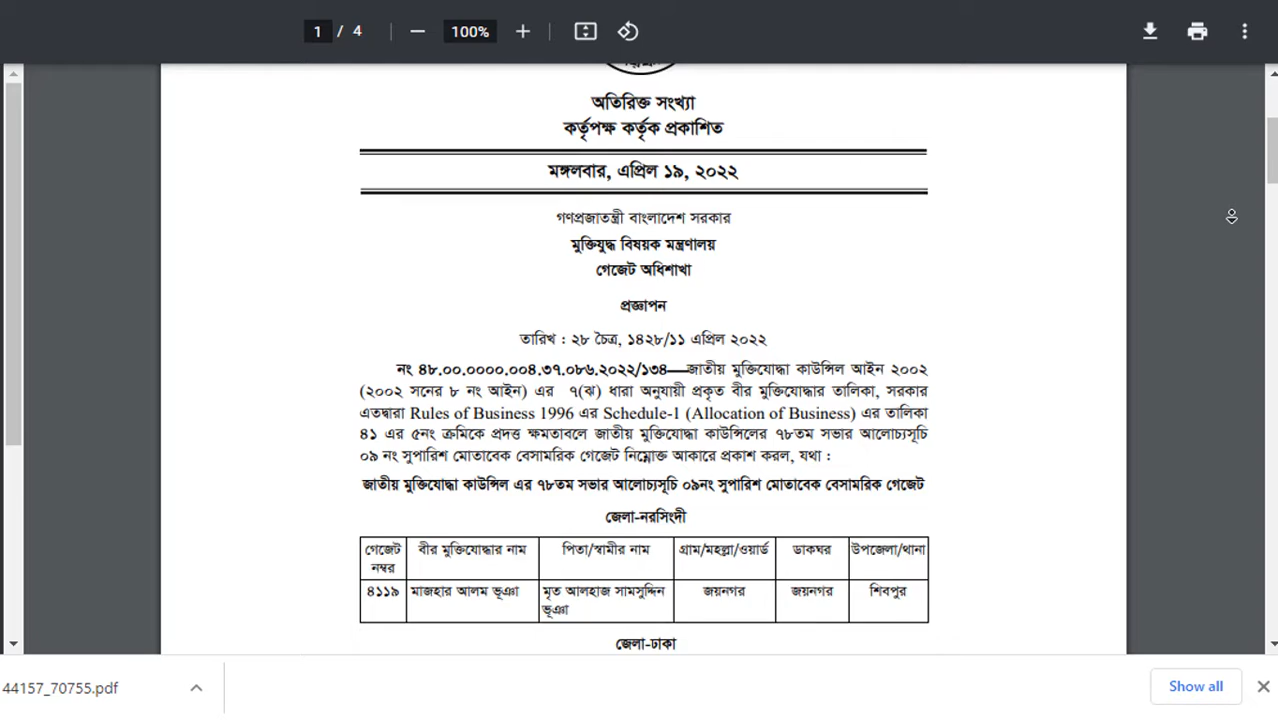 1 / 4
100%
অতিরিক্ত সংখ্যা
কর্তৃপক্ষ কর্তৃক প্রকাশিত
মঙ্গলবার, এপ্রিল ১৯, ২০২২
গণপ্রজাতন্ত্রী বাংলাদেশ সরকার
মুক্তিযুদ্ধ বিষয়ক মন্ত্রণালয়
গেজেট অধিশাখা
প্রজ্ঞাপন
তারিখ : ২৮ চৈত্র, ১৪২৮/১১ এপ্রিল ২০২২
নং ৪৮.০০.০০০০.০০৪.৩৭.০৮৬.২০২২/১৩৪—জাতীয় মুক্তিযোদ্ধা কাউন্সিল আইন ২০০২
(২০০২ সনের ৮ নং আইন) এর ৭(ঝ) ধারা অনুযায়ী প্রকৃত বীর মুক্তিযোদ্ধার তালিকা, সরকার
এতদ্বারা Rules of Business 1996 এর Schedule-1 (Allocation of Business) এর তালিকা
৪১ এর ৫নং ক্রমিকে প্রদত্ত ক্ষমতাবলে জাতীয় মুক্তিযোদ্ধা কাউন্সিলের ৭৮তম সভার আলোচ্যসূচি
০৯ নং সুপারিশ মোতাবেক বেসামরিক গেজেট নিম্নোক্ত আকারে প্রকাশ করল, যথা :
জাতীয় মুক্তিযোদ্ধা কাউন্সিল এর ৭৮তম সভার আলোচ্যসূচি ০৯নং সুপারিশ মোতাবেক বেসামরিক গেজেট
জেলা-নরসিংদী
গেজেট নম্বর বীর মুক্তিযোদ্ধার নাম পিতা/স্বামীর নাম গ্রাম/মহল্লা/ওয়ার্ড ডাকঘর উপজেলা/থানা
৪১১৯ মাজহার আলম ভূঞা মৃত আলহাজ সামসুদ্দিন ভূঞা জয়নগর জয়নগর শিবপুর
জেলা-ঢাকা
44157_70755.pdf
Show all